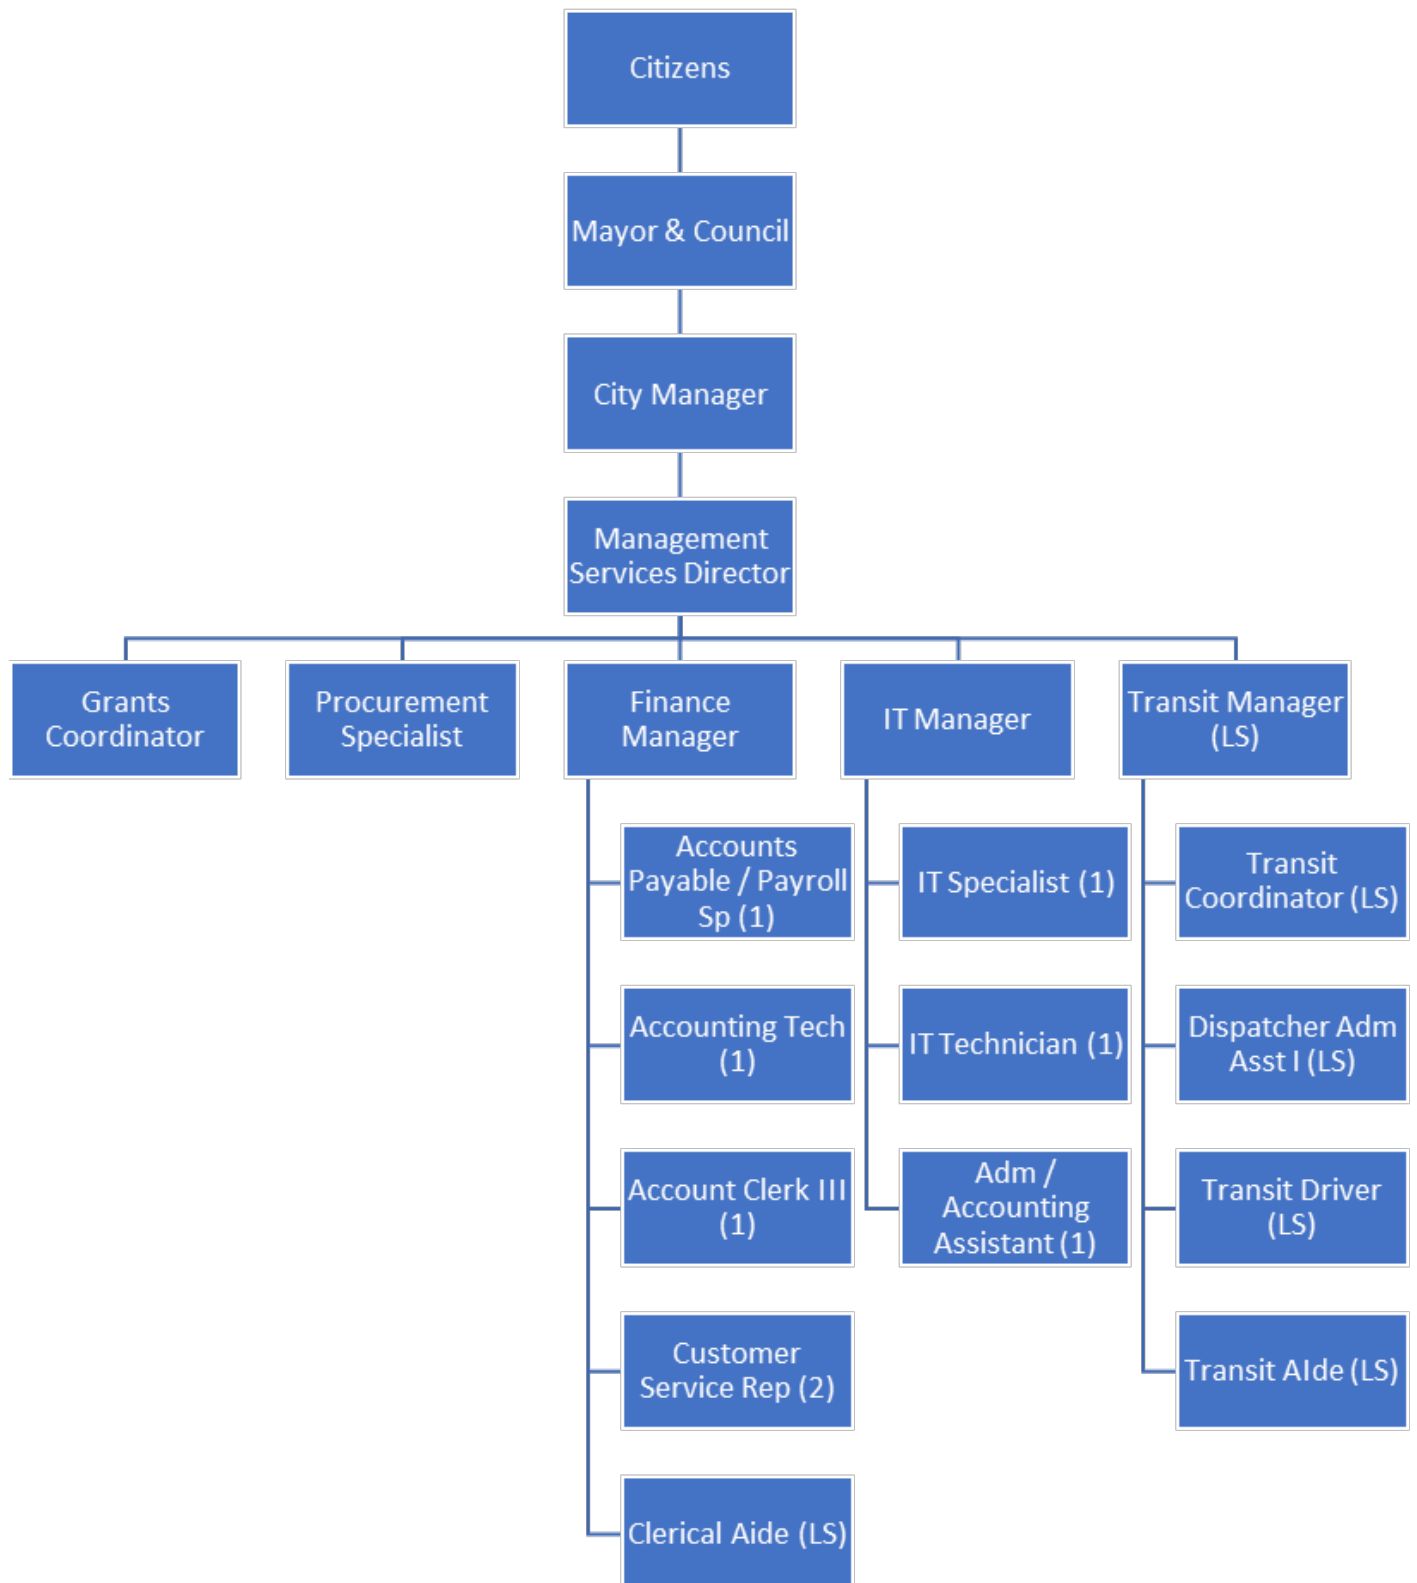 Citizens
Mayor & Council
City Manager
Management
Services Director
Grants
Coordinator
Procurement
Specialist
Finance
Manager
IT Manager
Transit Manager
(LS)
Accounts
Payable / Payroll
Sp (1)
Accounting Tech
(1)
Account Clerk III
(1)
Customer
Service Rep (2)
Clerical Aide (LS)
IT Specialist (1)
IT Technician (1)
Adm /
Accounting
Assistant (1)
Transit
Coordinator (LS)
Dispatcher Adm
Asst I (LS)
Transit Driver
(LS)
Transit AIde (LS)